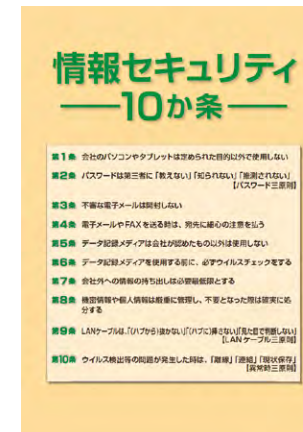 情報セキュリティ
10か条
第1条 会社のパソコンやタブレットは定められた目的以外で使用しない
第2条 パスワードは第三者に「教えない」「知られない」「推測されない」
【パスワード三原則】
第3条 不審な電子メールは開封しない
第4条 電子メールやFAXを送る時は、宛先に細心の注意を払う
第5条 データ記録メディアは会社が認めたもの以外は使用しない
第6条 データ記録メディアを使用する前に、必ずウイルスチェックをする
第7条 会社外への情報の持ち出しは必要最低限とする
第8条 機密情報や個人情報は厳重に管理し、不要となった際は確実に処
分する
第9条 LANケーブルは、「(ハブから)抜かない」「(ハブに)挿さない」「見た目で判断しない」
【LANケーブル三原則】
第10条 ウイルス検出等の問題が発生した時は、「離線」「連絡」「現状保存」
【異常時三原則】